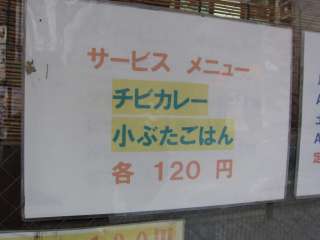 サービス メニュー
チビカレー
小ぶたごはん
各 120 円